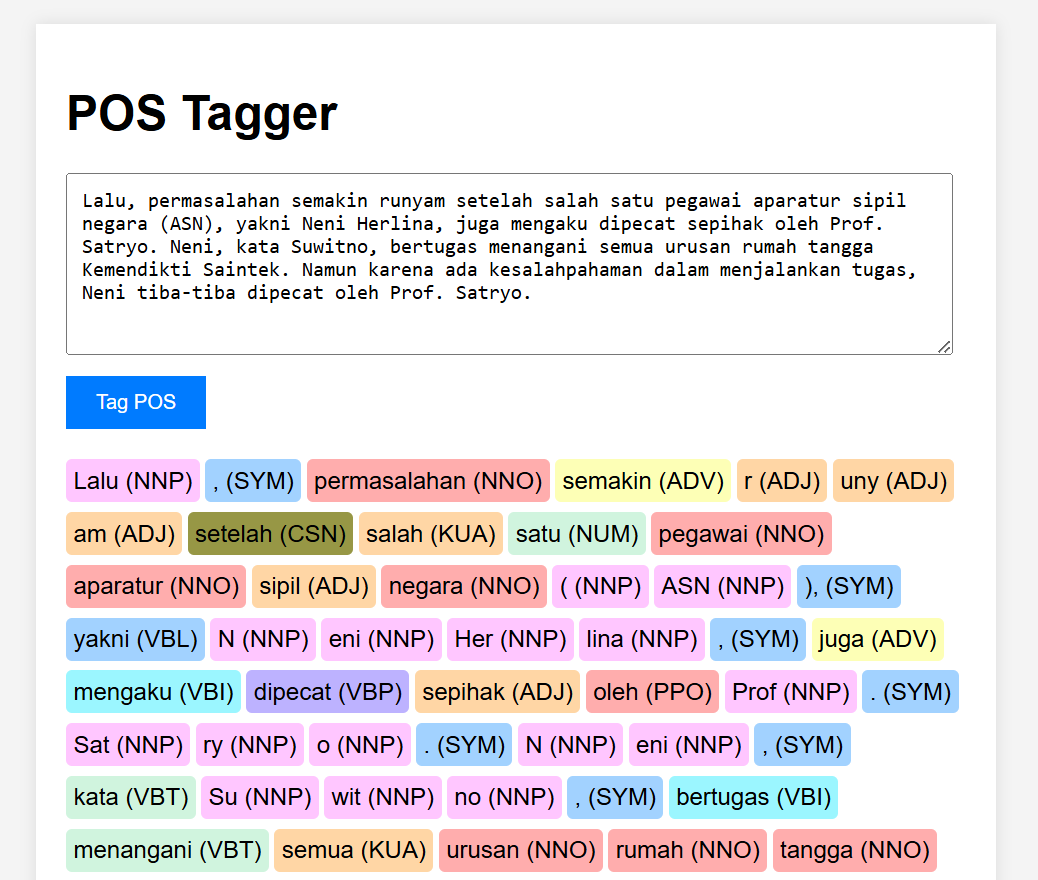 POS Tagger
Lalu, permasalahan semakin runyam setelah salah satu pegawai aparatur sipil
negara (ASN), yakni Neni Herlina, juga mengaku dipecat sepihak oleh Prof.
Satryo. Neni, kata Suwitno, bertugas menangani semua urusan rumah tangga
Kemendikti Saintek. Namun karena ada kesalahpahaman dalam menjalankan tugas,
Neni tiba-tiba dipecat oleh Prof. Satryo.
Tag POS
Lalu (NNP) , (SYM) permasalahan (NNO) semakin (ADV) r (ADJ) uny (ADJ)
am (ADJ) setelah (CSN) salah (KUA) satu (NUM) pegawai (NNO)
aparatur (NNO) sipil (ADJ) negara (NNO) ( (NNP) ASN (NNP) ), (SYM)
yakni (VBL) N (NNP) eni (NNP) Her (NNP) lina (NNP) , (SYM) juga (ADV)
mengaku (VBI) dipecat (VBP) sepihak (ADJ) oleh (PPO) Prof (NNP) . (SYM)
Sat (NNP) ry (NNP) o (NNP) . (SYM) N (NNP) eni (NNP) , (SYM)
kata (VBT) Su (NNP) wit (NNP) no (NNP) , (SYM) bertugas (VBI)
menangani (VBT) semua (KUA) urusan (NNO) rumah (NNO) tangga (NNO)